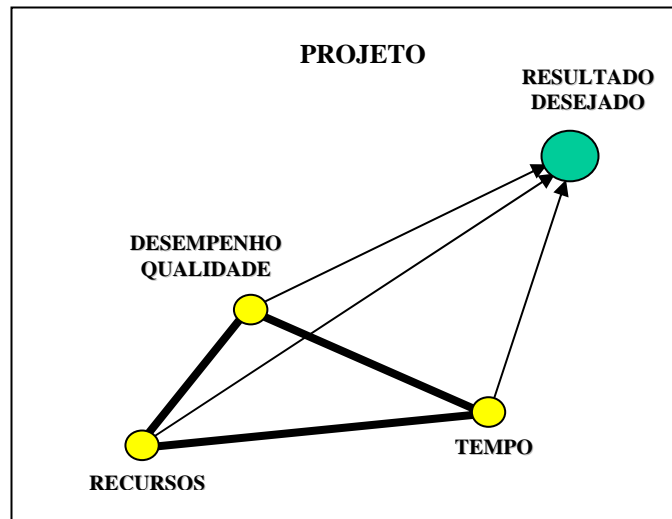 PROJETO
RESULTADO
DESEJADO
DESEMPENHO
QUALIDADE
TEMPO
RECURSOS